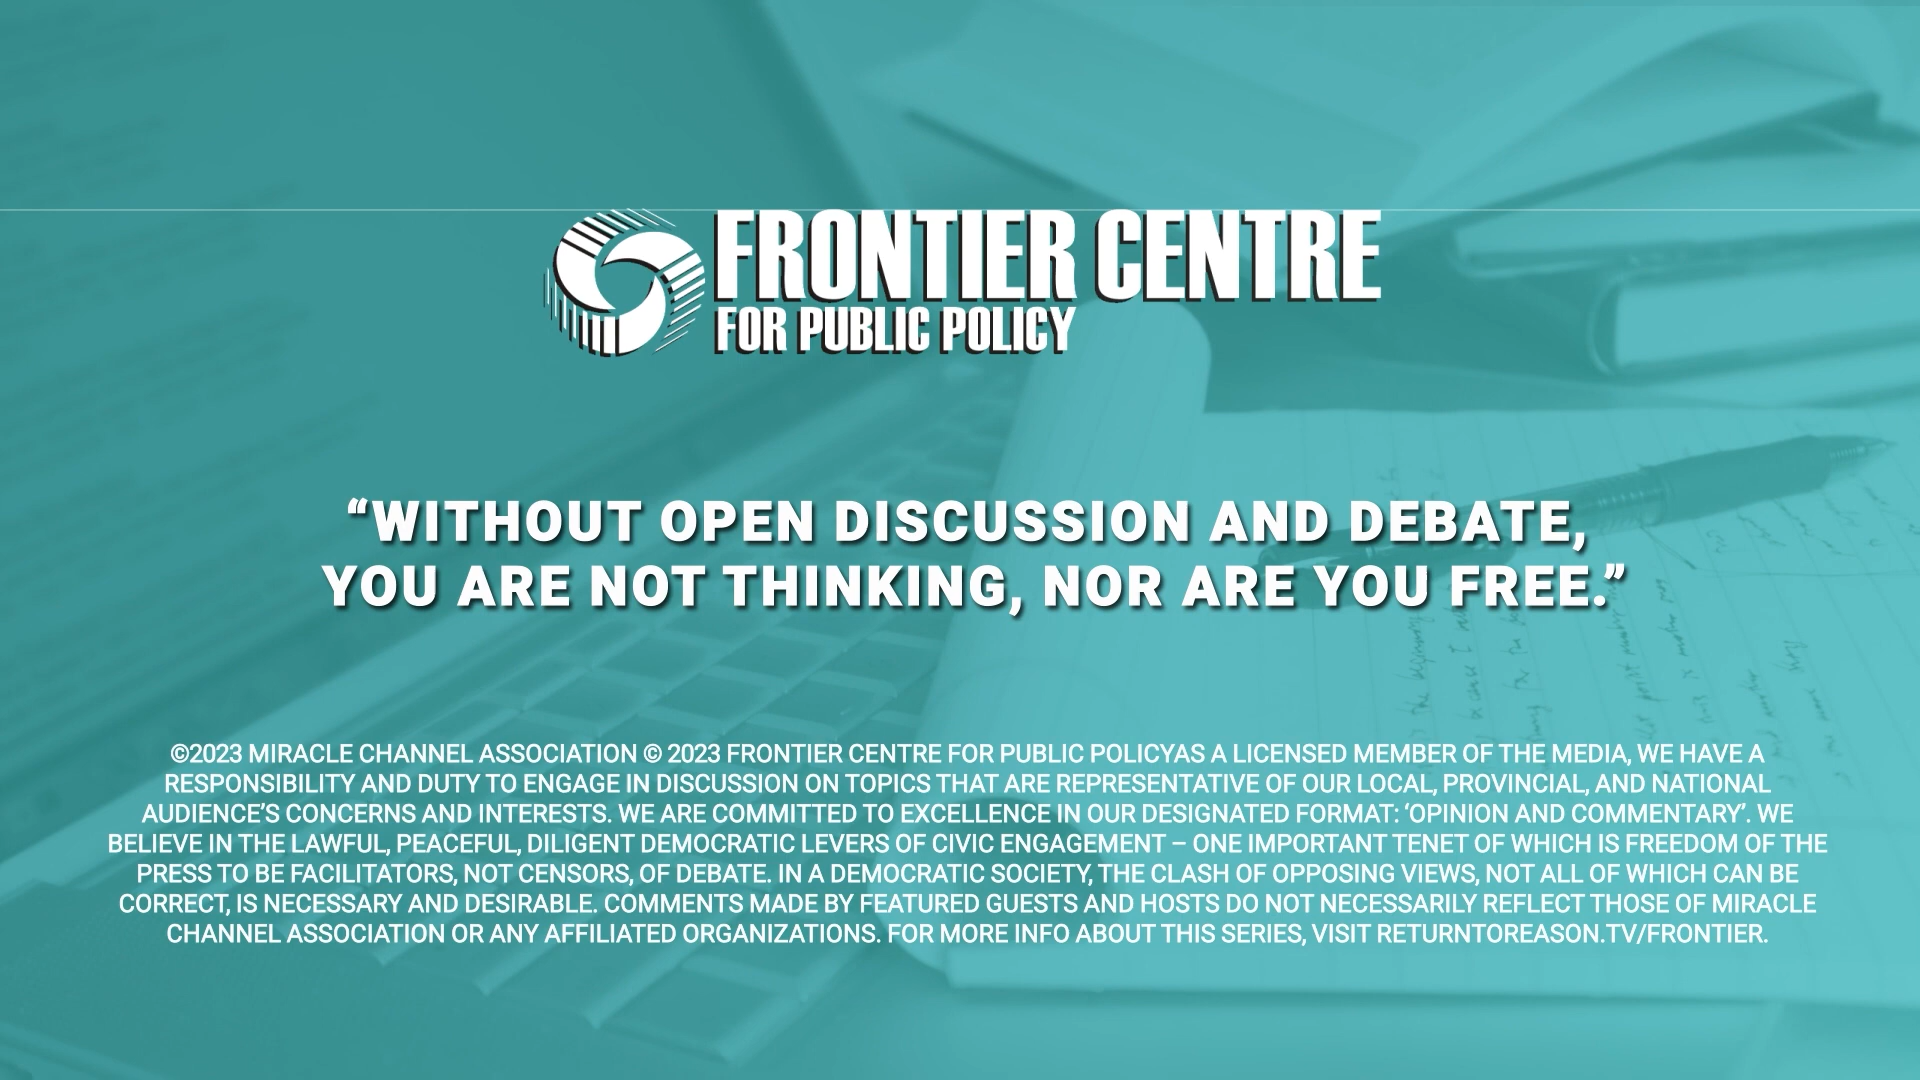 FRONTIER CENTRE
FOR PUBLIC POLICY
“WITHOUT OPEN DISCUSSION AND DEBATE,
YOU ARE NOT THINKING, NOR ARE YOU FREE.”
©2023 MIRACLE CHANNEL ASSOCIATION © 2023 FRONTIER CENTRE FOR PUBLIC POLICYAS A LICENSED MEMBER OF THE MEDIA, WE HAVE A
RESPONSIBILITY AND DUTY TO ENGAGE IN DISCUSSION ON TOPICS THAT ARE REPRESENTATIVE OF OUR LOCAL, PROVINCIAL, AND NATIONAL
AUDIENCE’S CONCERNS AND INTERESTS. WE ARE COMMITTED TO EXCELLENCE IN OUR DESIGNATED FORMAT: ‘OPINION AND COMMENTARY’. WE
BELIEVE IN THE LAWFUL, PEACEFUL, DILIGENT DEMOCRATIC LEVERS OF CIVIC ENGAGEMENT – ONE IMPORTANT TENET OF WHICH IS FREEDOM OF THE
PRESS TO BE FACILITATORS, NOT CENSORS, OF DEBATE. IN A DEMOCRATIC SOCIETY, THE CLASH OF OPPOSING VIEWS, NOT ALL OF WHICH CAN BE
CORRECT, IS NECESSARY AND DESIRABLE. COMMENTS MADE BY FEATURED GUESTS AND HOSTS DO NOT NECESSARILY REFLECT THOSE OF MIRACLE
CHANNEL ASSOCIATION OR ANY AFFILIATED ORGANIZATIONS. FOR MORE INFO ABOUT THIS SERIES, VISIT RETURNTOREASON.TV/FRONTIER.